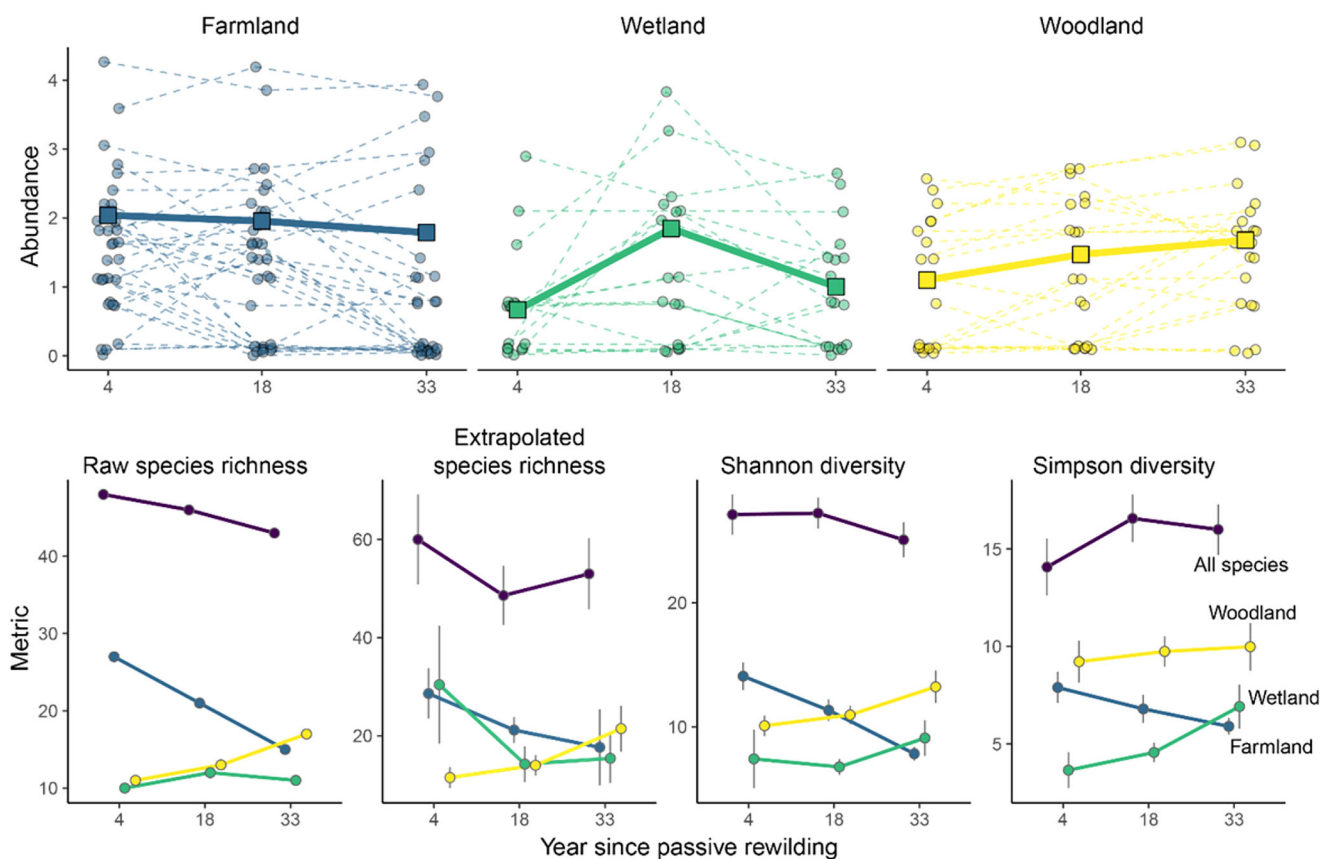 Farmland
Wetland
Woodland
Abundance
4
3
2
1
0
4
18
33
4
18
33
4
18
33
Raw species richness
Extrapolated
species richness
Shannon diversity
Simpson diversity
Metric
40
30
20
10
60
40
20
20
10
15
10
5
All species
Woodland
Wetland
Farmland
4
18
33
4
18
33
4
18
33
4
18
33
Year since passive rewilding